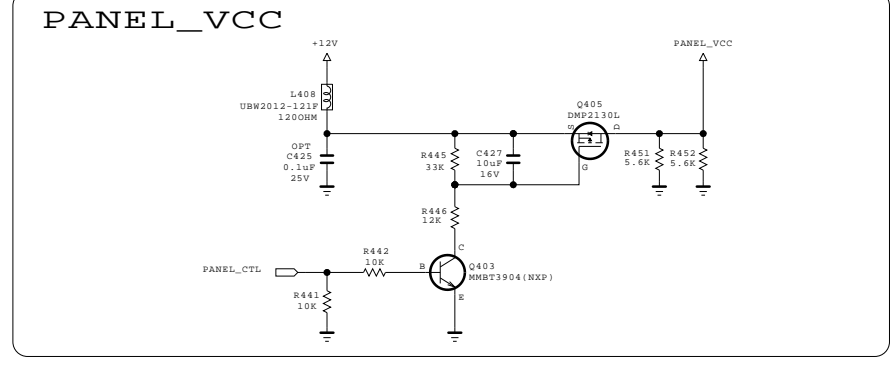 PANEL_VCC
+12V
PANEL_VCC
L408
UBW2012-121F
120OHM
Q405
DMP2130L
S
D
G
OPT
C425
0.1uF
25V
R445
33K
C427
10uF
16V
R451
5.6K
R452
5.6K
R446
12K
C
R442
10K
B
Q403
MMBT3904(NXP)
PANEL_CTL
E
R441
10K